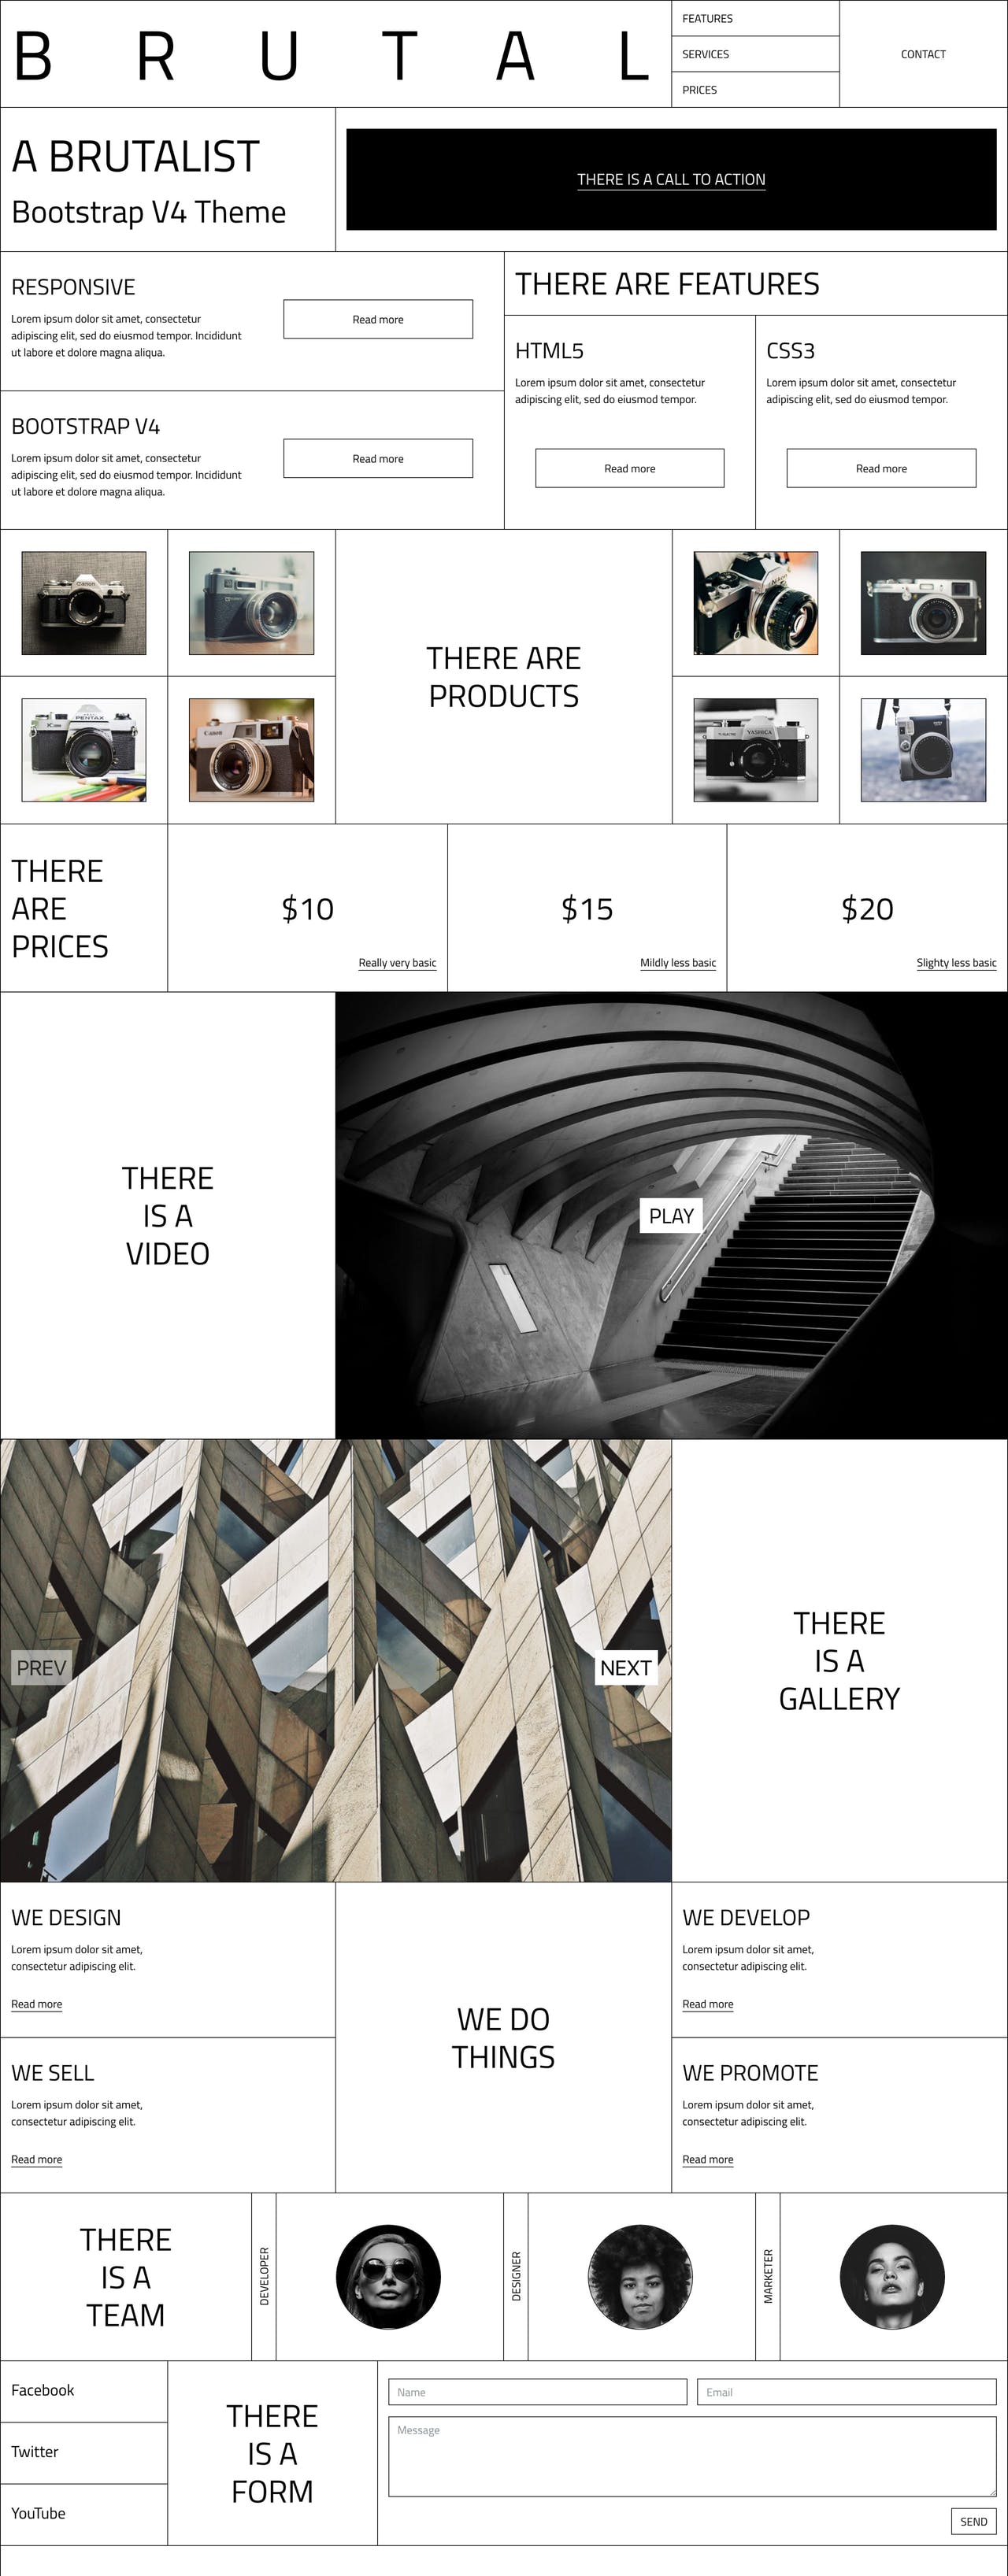 BRUTAL
FEATURES
SERVICES
PRICES
CONTACT
A BRUTALIST
Bootstrap V4 Theme
THERE IS A CALL TO ACTION
RESPONSIVE
Lorem ipsum dolor sit amet, consectetur
adipiscing elit, sed do eiusmod tempor. Incididunt
ut labore et dolore magna aliqua.
Read more
BOOTSTRAP V4
Lorem ipsum dolor sit amet, consectetur
adipiscing elit, sed do eiusmod tempor. Incididunt
ut labore et dolore magna aliqua.
Read more
THERE ARE FEATURES
HTML5
Lorem ipsum dolor sit amet, consectetur
adipiscing elit, sed do eiusmod tempor.
Read more
CSS3
Lorem ipsum dolor sit amet, consectetur
adipiscing elit, sed do eiusmod tempor.
Read more
Canon
PENTAX
Canon
THERE ARE
PRODUCTS
YASHICA
THERE
ARE
PRICES
$10
Really very basic
$15
Mildly less basic
$20
Slighty less basic
THERE
IS A
VIDEO
PLAY
PREV
NEXT
THERE
IS A
GALLERY
WE DESIGN
Lorem ipsum dolor sit amet,
consectetur adipiscing elit.
Read more
WE SELL
Lorem ipsum dolor sit amet,
consectetur adipiscing elit.
Read more
WE DO
THINGS
WE DEVELOP
Lorem ipsum dolor sit amet,
consectetur adipiscing elit.
Read more
WE PROMOTE
Lorem ipsum dolor sit amet,
consectetur adipiscing elit.
Read more
THERE
IS A
TEAM
DEVELOPER
DESIGNER
MARKETER
Facebook
Twitter
YouTube
THERE
IS A
FORM
Name
Email
Message
SEND